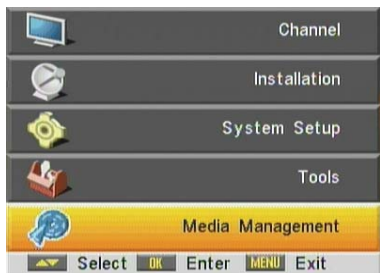 Channel
Installation
System Setup
Tools
Media Management
Select OK Enter MENU Exit